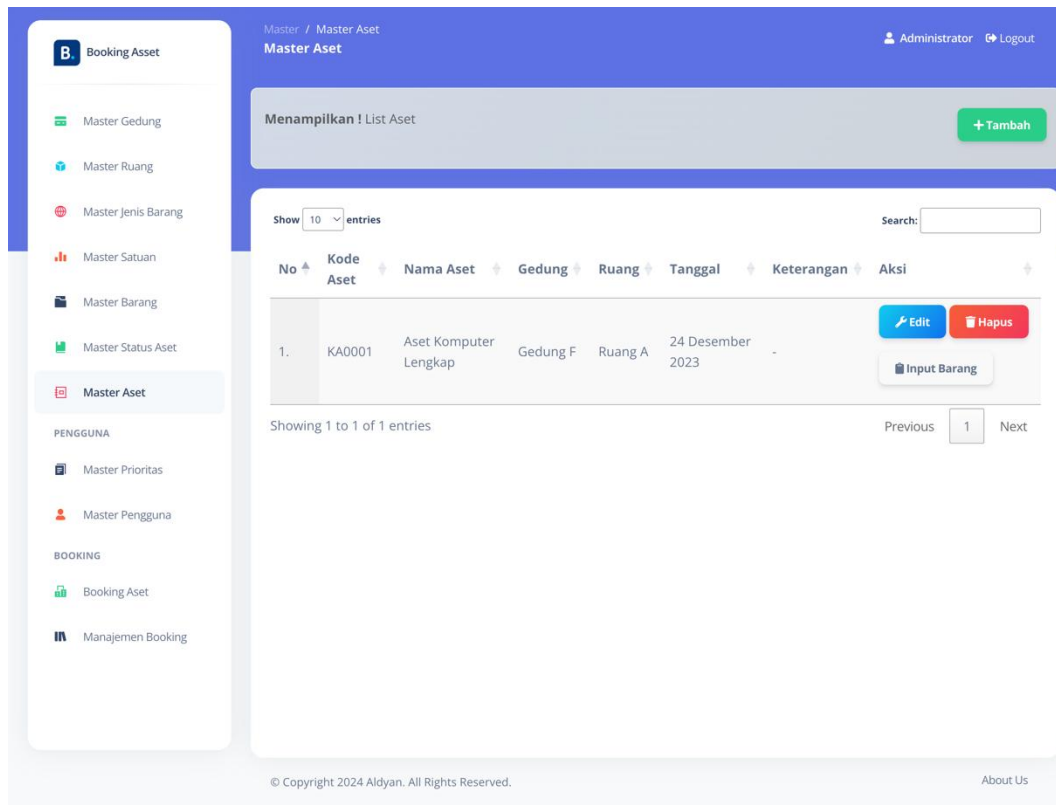 B. Booking Asset
Master Gedung
Master Ruang
Master Jenis Barang
Master Satuan
Master Barang
Master Status Aset
Master Aset
PENGGUNA
Master Prioritas
Master Pengguna
BOOKING
Booking Aset
Manajemen Booking
Master / Master Aset
Master Aset
Administrator Logout
Menampilkan ! List Aset
+ Tambah
Show 10 entries
Search:
No Kode Aset Nama Aset Gedung Ruang Tanggal Keterangan Aksi
1. KA0001 Aset Komputer Lengkap Gedung F Ruang A 24 Desember 2023 - Edit Hapus
Input Barang
Showing 1 to 1 of 1 entries
Previous 1 Next
© Copyright 2024 Aldyan. All Rights Reserved.
About Us